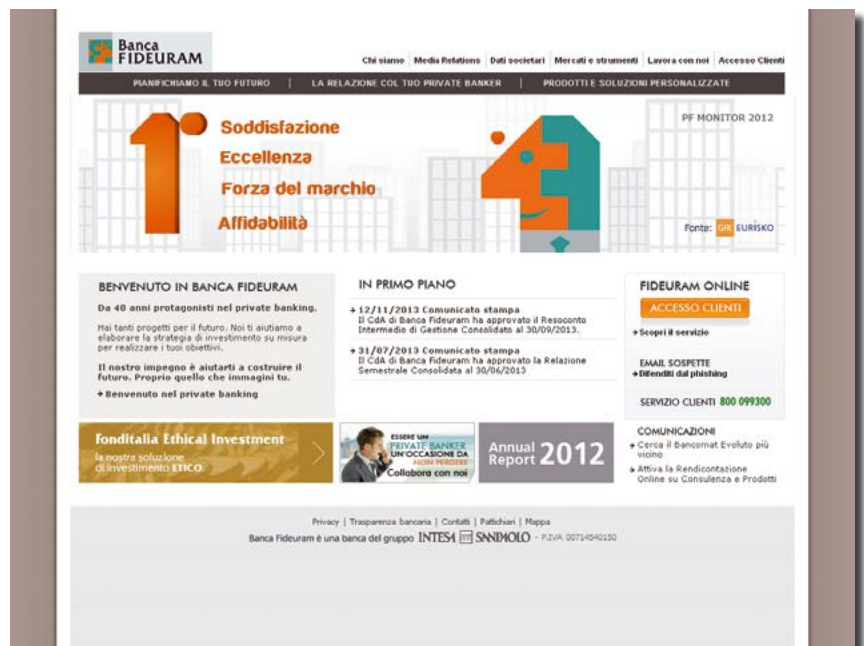 Banca
FIDEURAM
Chi siamo Media Relations Dati societari Mercati e strumenti Lavora con noi Accesso Clienti
PIANIFICHIAMO IL TUO FUTURO | LA RELAZIONE COL TUO PRIVATE BANKER | PRODOTTI E SOLUZIONI PERSONALIZZATE
PF MONITOR 2012
1°
Soddisfazione
Eccellenza
Forza del marchio
Affidabilità
Fonte: GfK EURISKO
BENVENUTO IN BANCA FIDEURAM
Da 40 anni protagonisti nel private banking.
Hai tanti progetti per il futuro. Noi ti aiutiamo a
elaborare la strategia di investimento su misura
per realizzare i tuoi obiettivi.
Il nostro impegno è aiutarti a costruire il
futuro. Proprio quello che immagini tu.
Benvenuto nel private banking
IN PRIMO PIANO
12/11/2013 Comunicato stampa
Il CdA di Banca Fideuram ha approvato il Resoconto
Intermedio di Gestione Consolidato al 30/09/2013.
31/07/2013 Comunicato stampa
Il CdA di Banca Fideuram ha approvato la Relazione
Semestrale Consolidata al 30/06/2013
FIDEURAM ONLINE
ACCESSO CLIENTI
Scopri il servizio
EMAIL SOSPETTE
Difenditi dal phishing
SERVIZIO CLIENTI 800 099300
Fonditalia Ethical Investment
la nostra soluzione
di investimento ETICO
ESSERE UN
PRIVATE BANKER
UN'OCCASIONE DA
NON PERDERE
Collabora con noi
Annual
Report 2012
COMUNICAZIONI
Cerca il Bancomat Evoluto più
vicino
Attiva la Rendicontazione
Online su Consulenza e Prodotti
Privacy | Trasparenza bancaria | Contatti | Pattichiari | Mappa
Banca Fideuram è una banca del gruppo INTESA SANPAOLO - P.IVA 00714540150